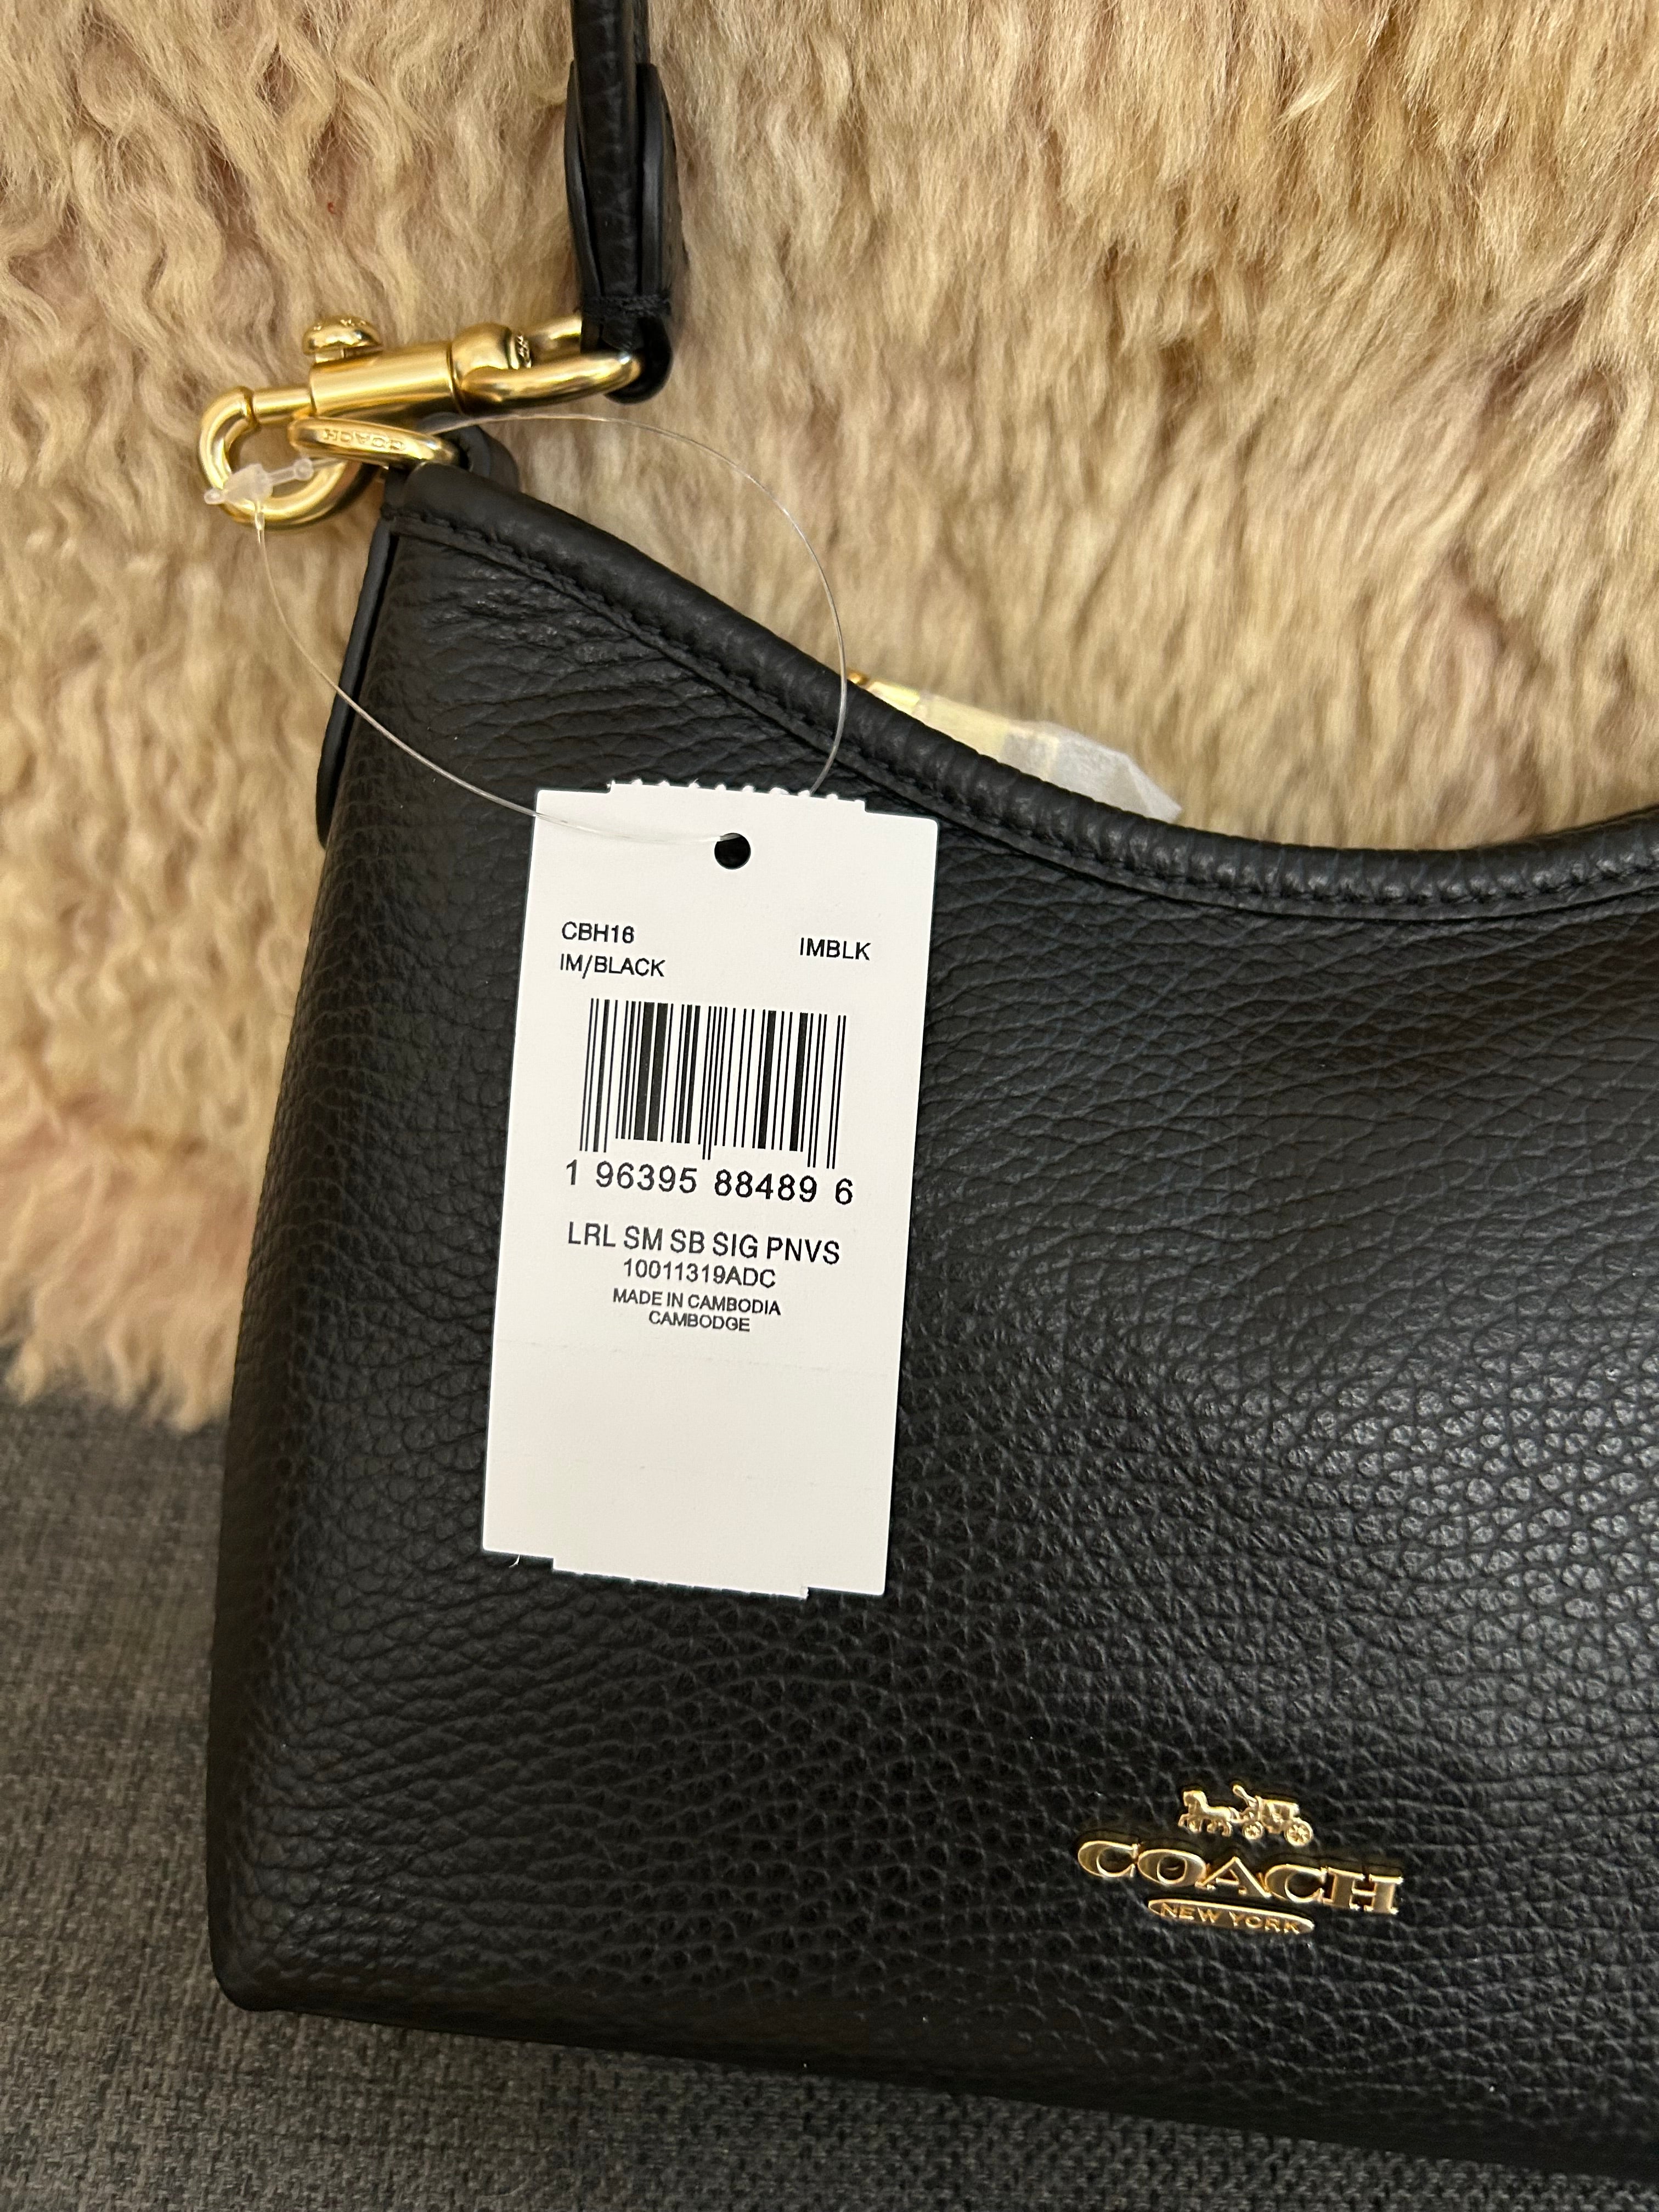 COACH
CBH16 IMBLK
IM/BLACK
1 96395 88489 6
LRL SM SB SIG PNVS
10011319ADC
MADE IN CAMBODIA
CAMBODGE
COACH
NEW YORK